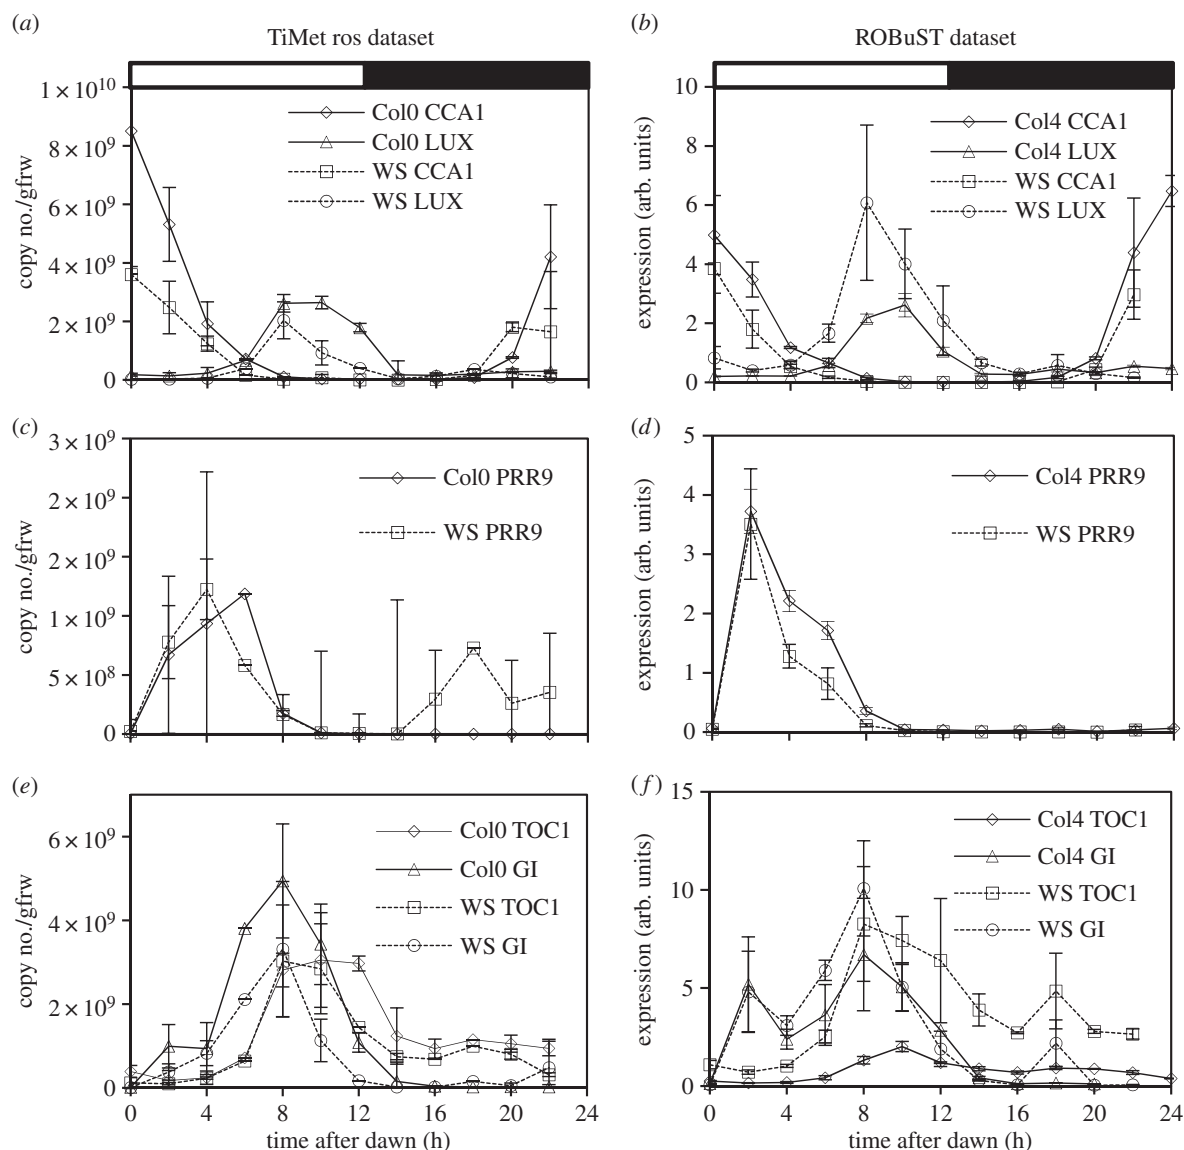 (a)
TiMet ros dataset
1 × 10¹⁰
8 × 10⁹
6 × 10⁹
4 × 10⁹
2 × 10⁹
0
copy no./gfrw
Col0 CCA1
Col0 LUX
WS CCA1
WS LUX
(b)
ROBuST dataset
10
8
6
4
2
0
expression (arb. units)
Col4 CCA1
Col4 LUX
WS CCA1
WS LUX
(c)
3 × 10⁹
2 × 10⁹
2 × 10⁹
1 × 10⁹
5 × 10⁸
0
copy no./gfrw
Col0 PRR9
WS PRR9
(d)
5
4
3
2
1
0
expression (arb. units)
Col4 PRR9
WS PRR9
(e)
6 × 10⁹
4 × 10⁹
2 × 10⁹
0
copy no./gfrw
Col0 TOC1
Col0 GI
WS TOC1
WS GI
0 4 8 12 16 20 24
time after dawn (h)
(f)
15
10
5
0
expression (arb. units)
Col4 TOC1
Col4 GI
WS TOC1
WS GI
0 4 8 12 16 20 24
time after dawn (h)